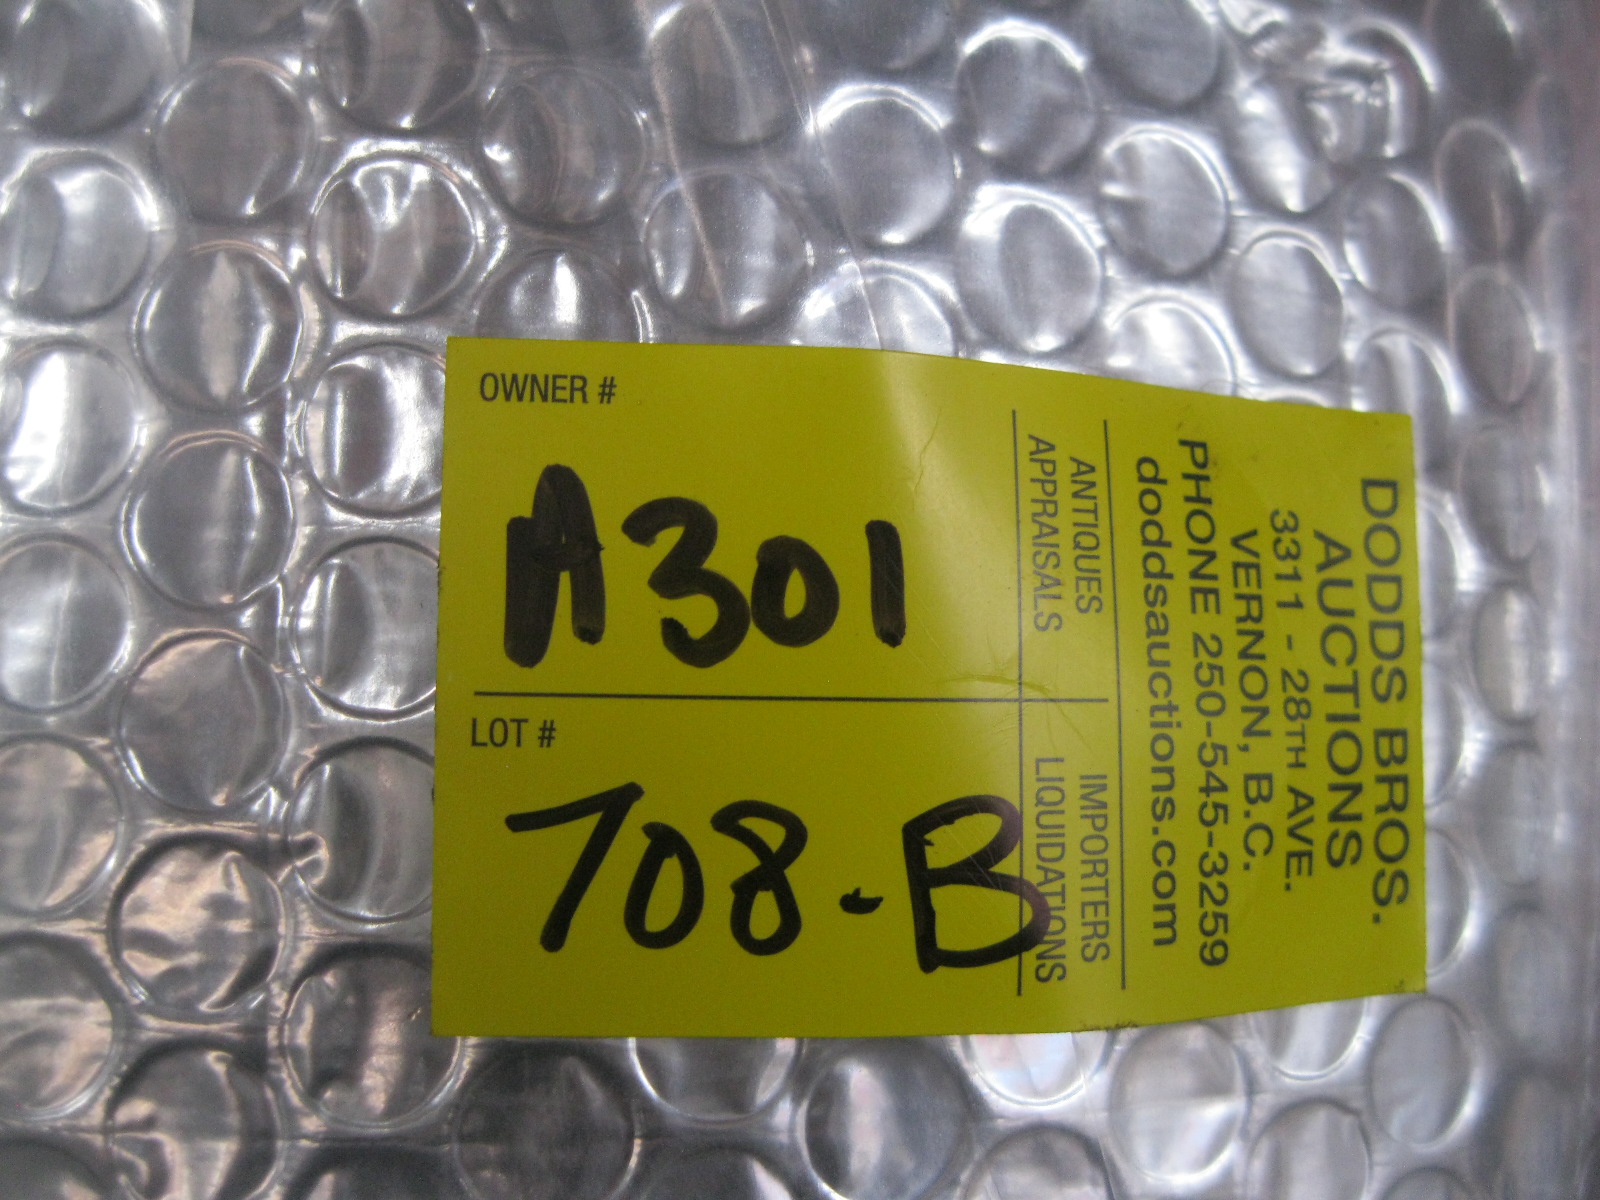 OWNER #
A301
LOT #
708-B
ANTIQUES
APPRAISALS
IMPORTERS
LIQUIDATIONS
DODDS BROS.
AUCTIONS
3311 - 28TH AVE.
VERNON, B.C.
PHONE 250-545-3259
doddsauctions.com